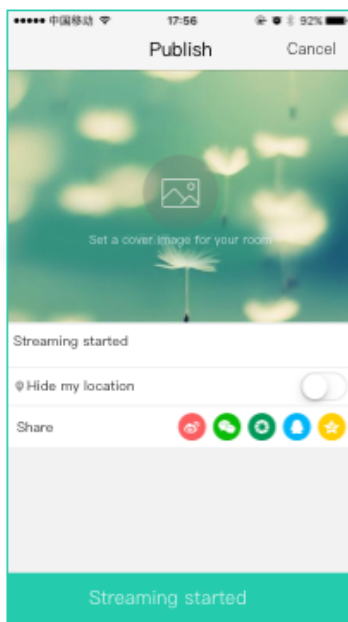 中国移动 17:56 92%
Publish Cancel
Set a cover image for your room
Streaming started
Hide my location
Share
Streaming started